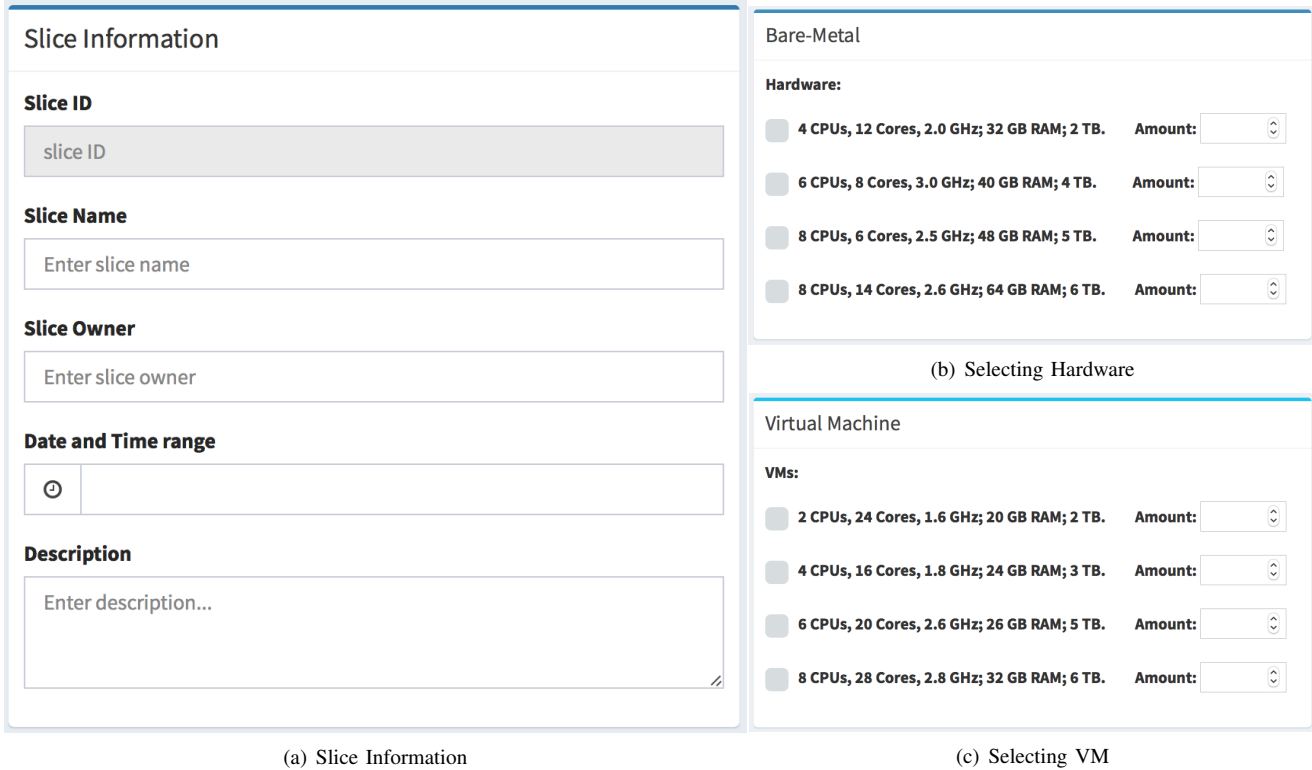 Slice Information
Slice ID
slice ID
Slice Name
Enter slice name
Slice Owner
Enter slice owner
Date and Time range
Description
Enter description...
(a) Slice Information
Bare-Metal
Hardware:
4 CPUs, 12 Cores, 2.0 GHz; 32 GB RAM; 2 TB. Amount:
6 CPUs, 8 Cores, 3.0 GHz; 40 GB RAM; 4 TB. Amount:
8 CPUs, 6 Cores, 2.5 GHz; 48 GB RAM; 5 TB. Amount:
8 CPUs, 14 Cores, 2.6 GHz; 64 GB RAM; 6 TB. Amount:
(b) Selecting Hardware
Virtual Machine
VMs:
2 CPUs, 24 Cores, 1.6 GHz; 20 GB RAM; 2 TB. Amount:
4 CPUs, 16 Cores, 1.8 GHz; 24 GB RAM; 3 TB. Amount:
6 CPUs, 20 Cores, 2.6 GHz; 26 GB RAM; 5 TB. Amount:
8 CPUs, 28 Cores, 2.8 GHz; 32 GB RAM; 6 TB. Amount:
(c) Selecting VM